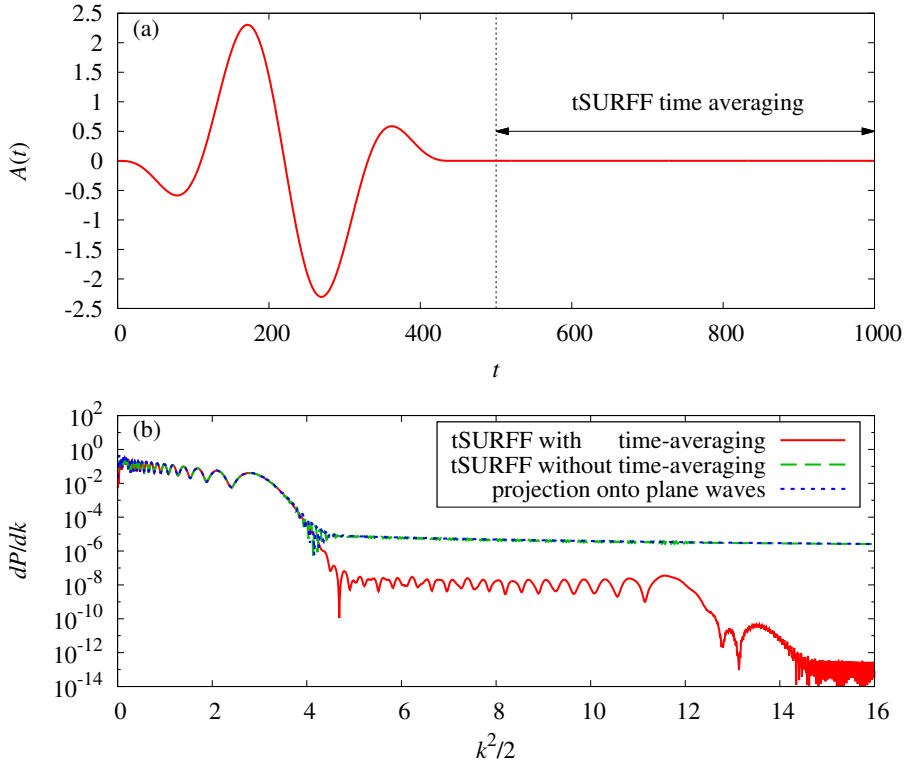 (a)
2.5
2
1.5
1
0.5
0
-0.5
-1
-1.5
-2
-2.5
A(t)
tSURFF time averaging
0 200 400 600 800 1000
t
(b)
10^2
10^0
10^-2
10^-4
10^-6
10^-8
10^-10
10^-12
10^-14
dP/dk
tSURFF with time-averaging
tSURFF without time-averaging
projection onto plane waves
0 2 4 6 8 10 12 14 16
k^2/2